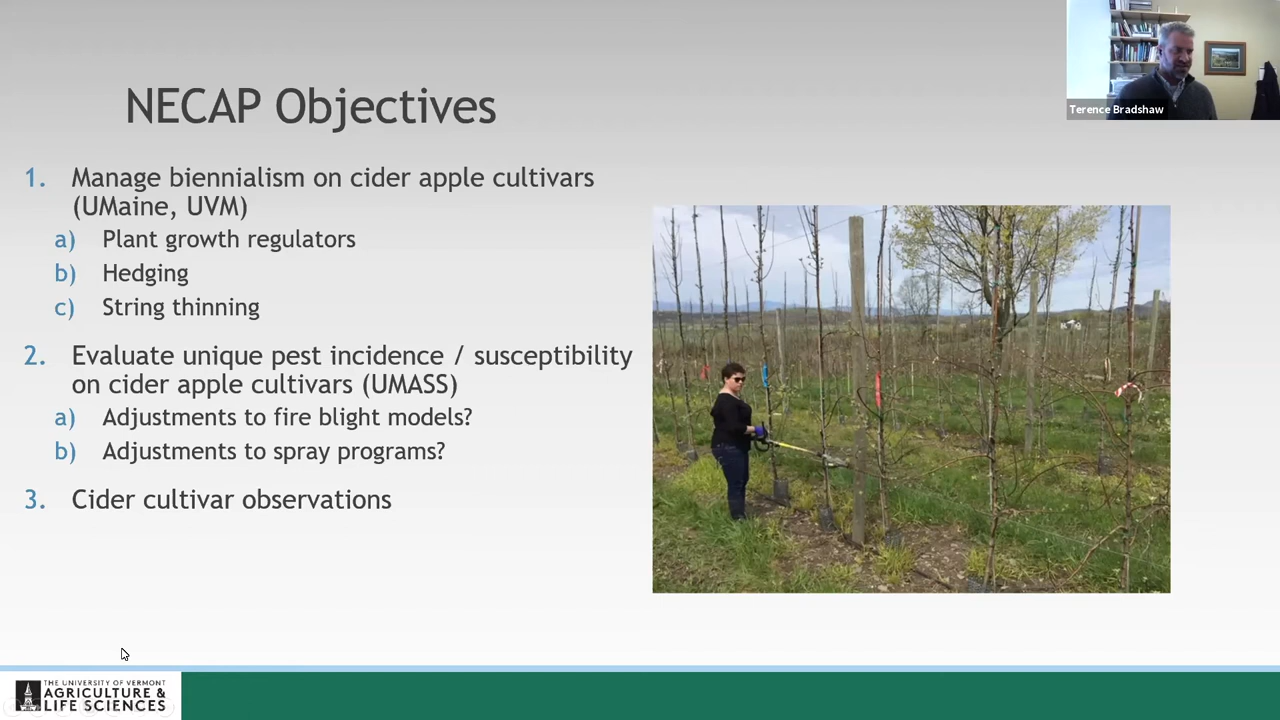 NECAP Objectives
Terence Bradshaw
1. Manage biennialism on cider apple cultivars
(UMaine, UVM)
a) Plant growth regulators
b) Hedging
c) String thinning
2. Evaluate unique pest incidence / susceptibility
on cider apple cultivars (UMASS)
a) Adjustments to fire blight models?
b) Adjustments to spray programs?
3. Cider cultivar observations
THE UNIVERSITY OF VERMONT
AGRICULTURE &
LIFE SCIENCES